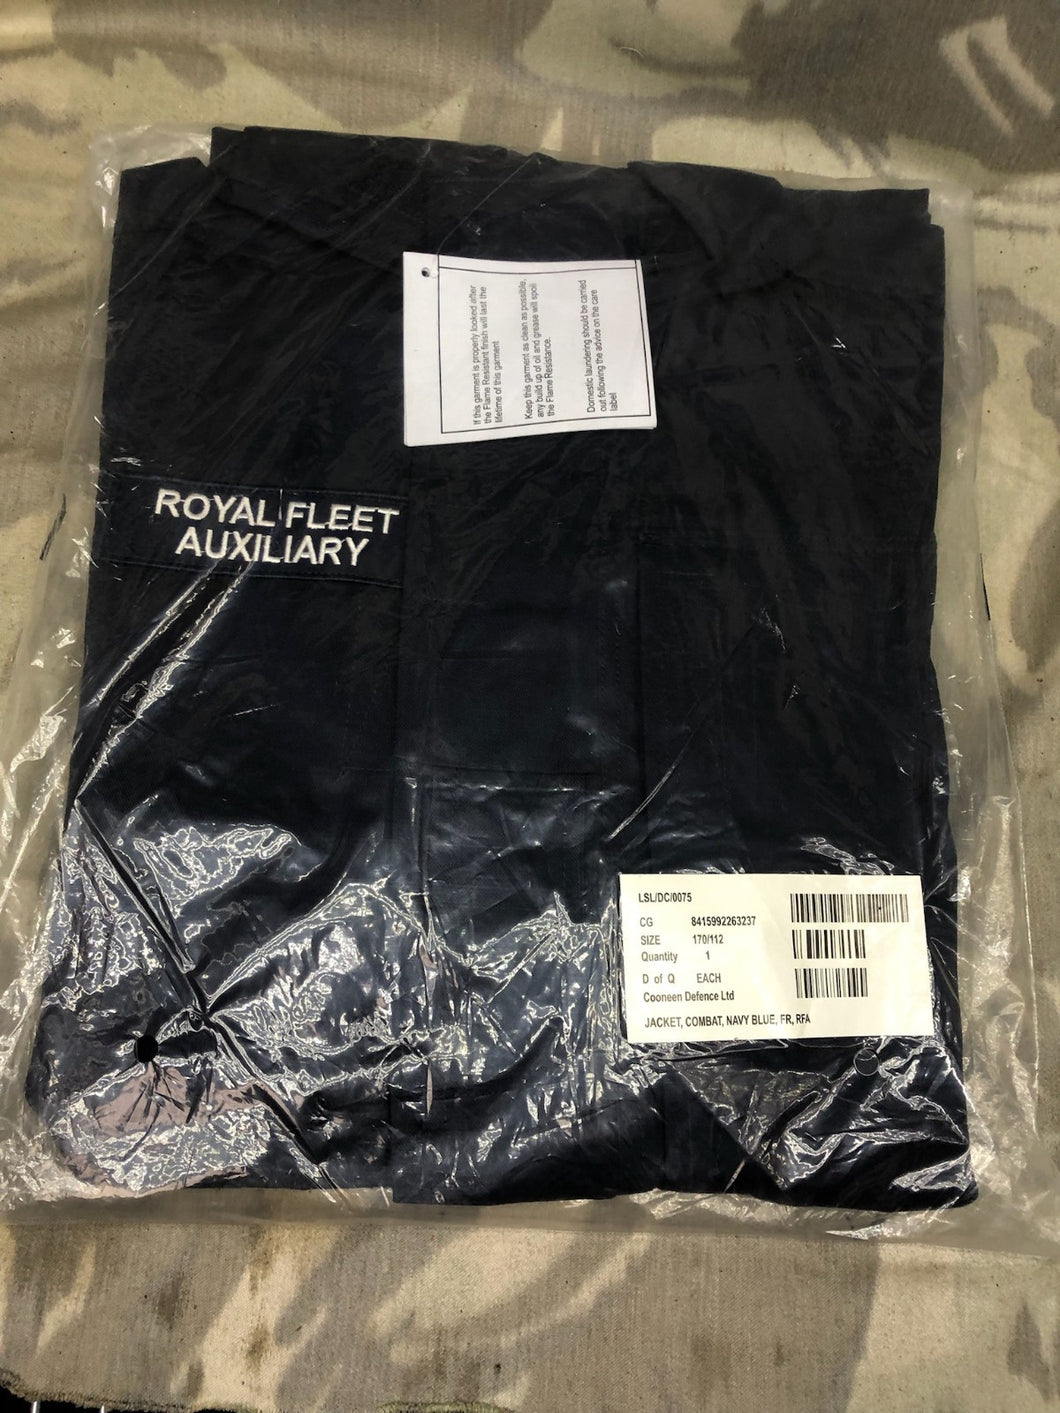 If this garment is properly looked after
the Flame Resistant finish will last the
lifetime of this garment
Keep this garment as clean as possible,
any build up of oil and grease will spoil
the Flame Resistance.
Domestic laundering should be carried
out following the advice on the care
label
ROYAL FLEET
AUXILIARY
LSL/DC/0075
CG 8415992263237
SIZE 170/112
Quantity 1
D of Q EACH
Cooneen Defence Ltd
JACKET, COMBAT, NAVY BLUE, FR, RFA